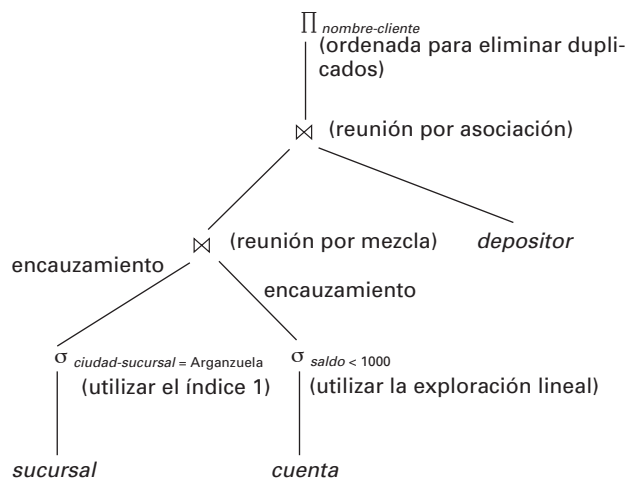 ∏ nombre-cliente
(ordenada para eliminar dupli-
cados)
⋈ (reunión por asociación)
⋈ (reunión por mezcla) depositor
encauzamiento
encauzamiento
σ ciudad-sucursal = Arganzuela σ saldo < 1000
(utilizar el índice 1) (utilizar la exploración lineal)
sucursal cuenta